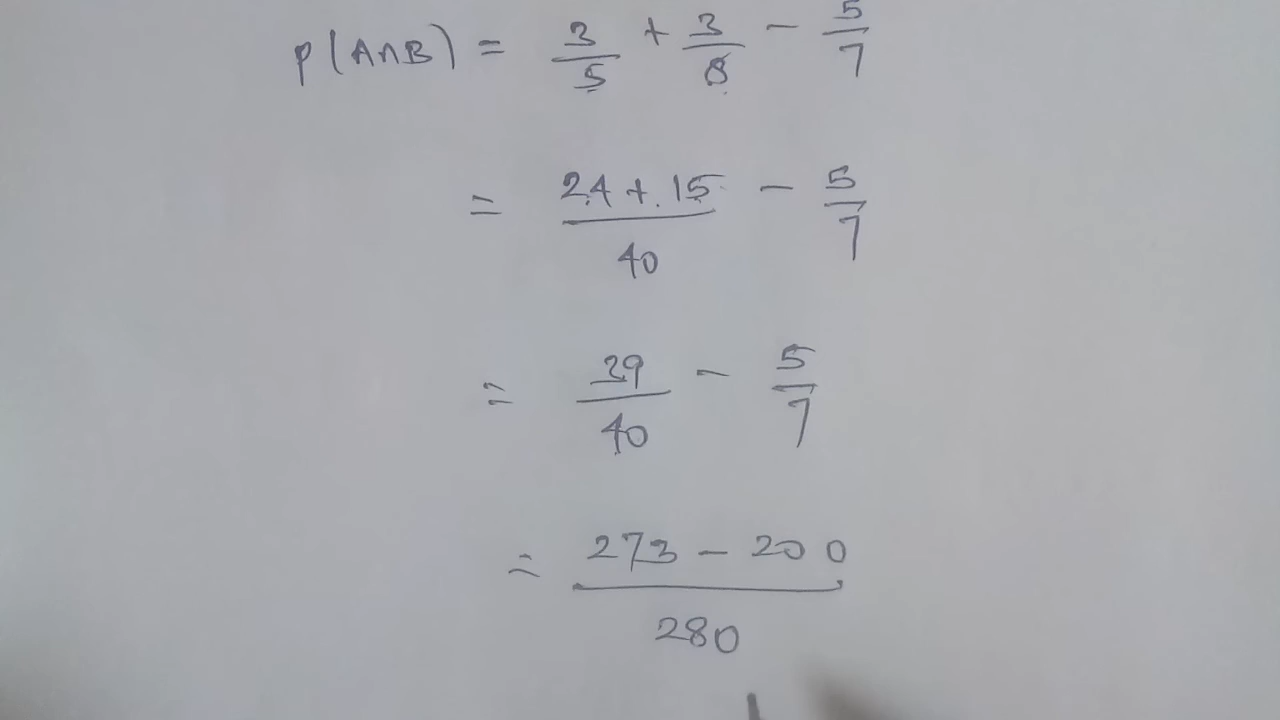 P(A∩B) = 3/5 + 3/8 - 5/7
= 24 + 15/40 - 5/7
= 39/40 - 5/7
= 273 - 200/280